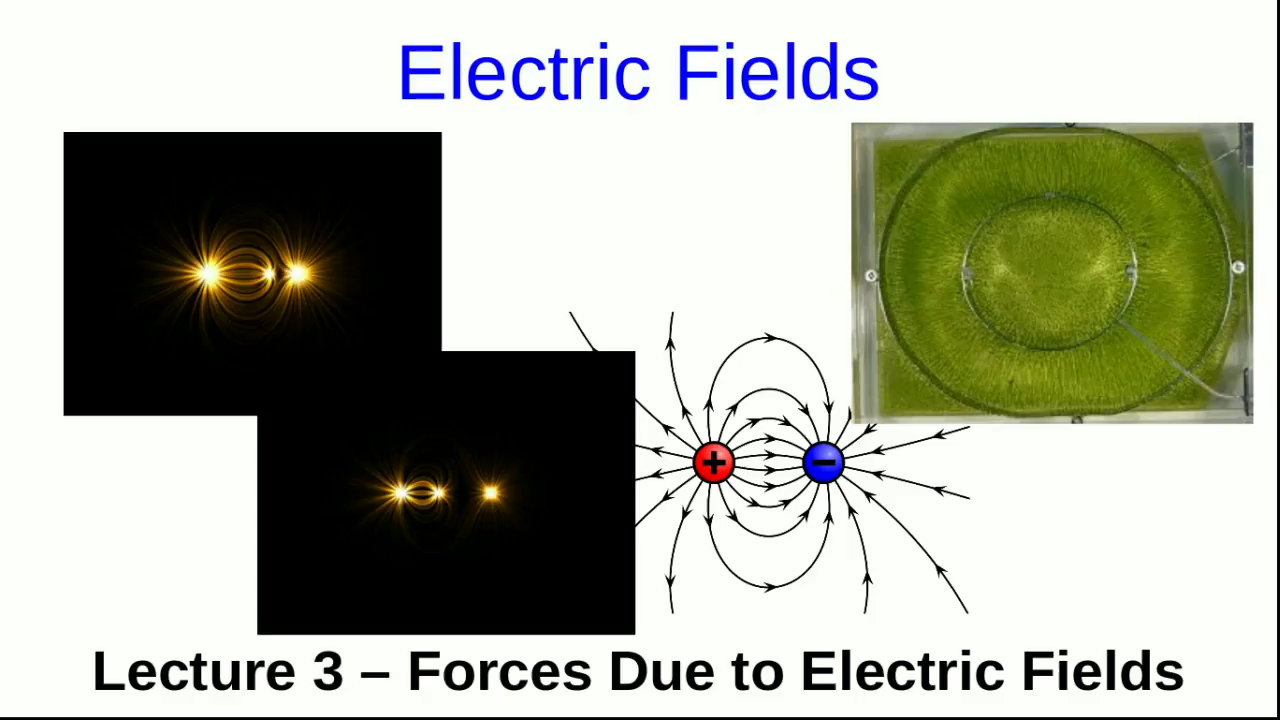 Electric Fields
+ −
Lecture 3 – Forces Due to Electric Fields